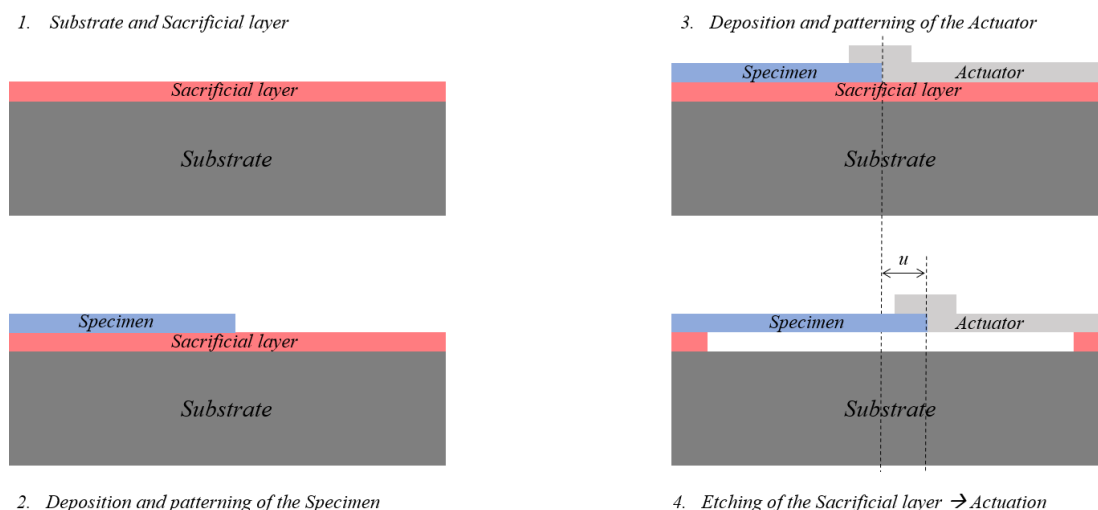 1. Substrate and Sacrificial layer
Sacrificial layer
Substrate
Specimen
Sacrificial layer
Substrate
2. Deposition and patterning of the Specimen
3. Deposition and patterning of the Actuator
Specimen Actuator
Sacrificial layer
Substrate
u
Specimen Actuator
Substrate
4. Etching of the Sacrificial layer → Actuation